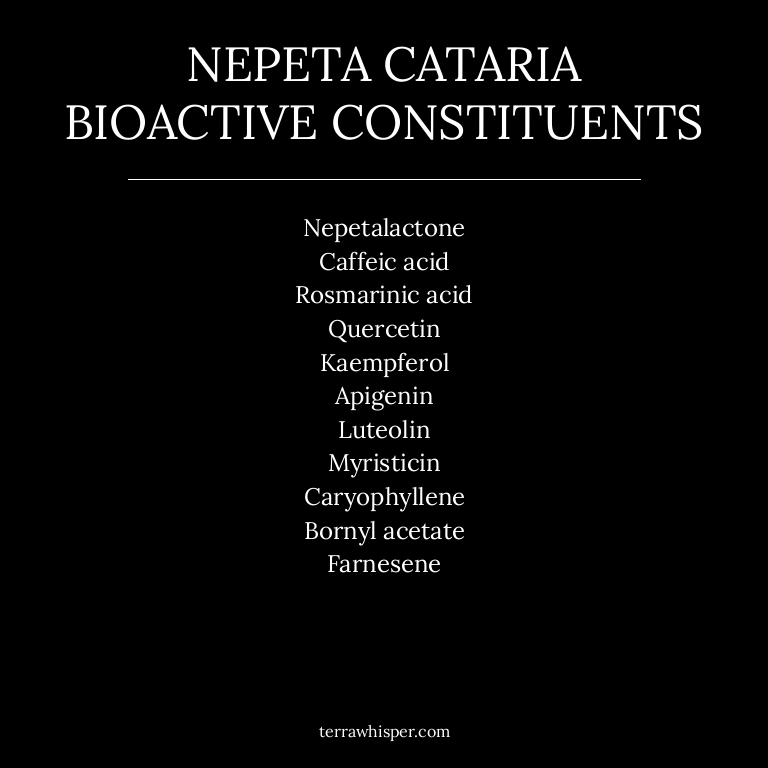 NEPETA CATARIA
BIOACTIVE CONSTITUENTS
Nepetalactone
Caffeic acid
Rosmarinic acid
Quercetin
Kaempferol
Apigenin
Luteolin
Myristicin
Caryophyllene
Bornyl acetate
Farnesene
terrawhisper.com